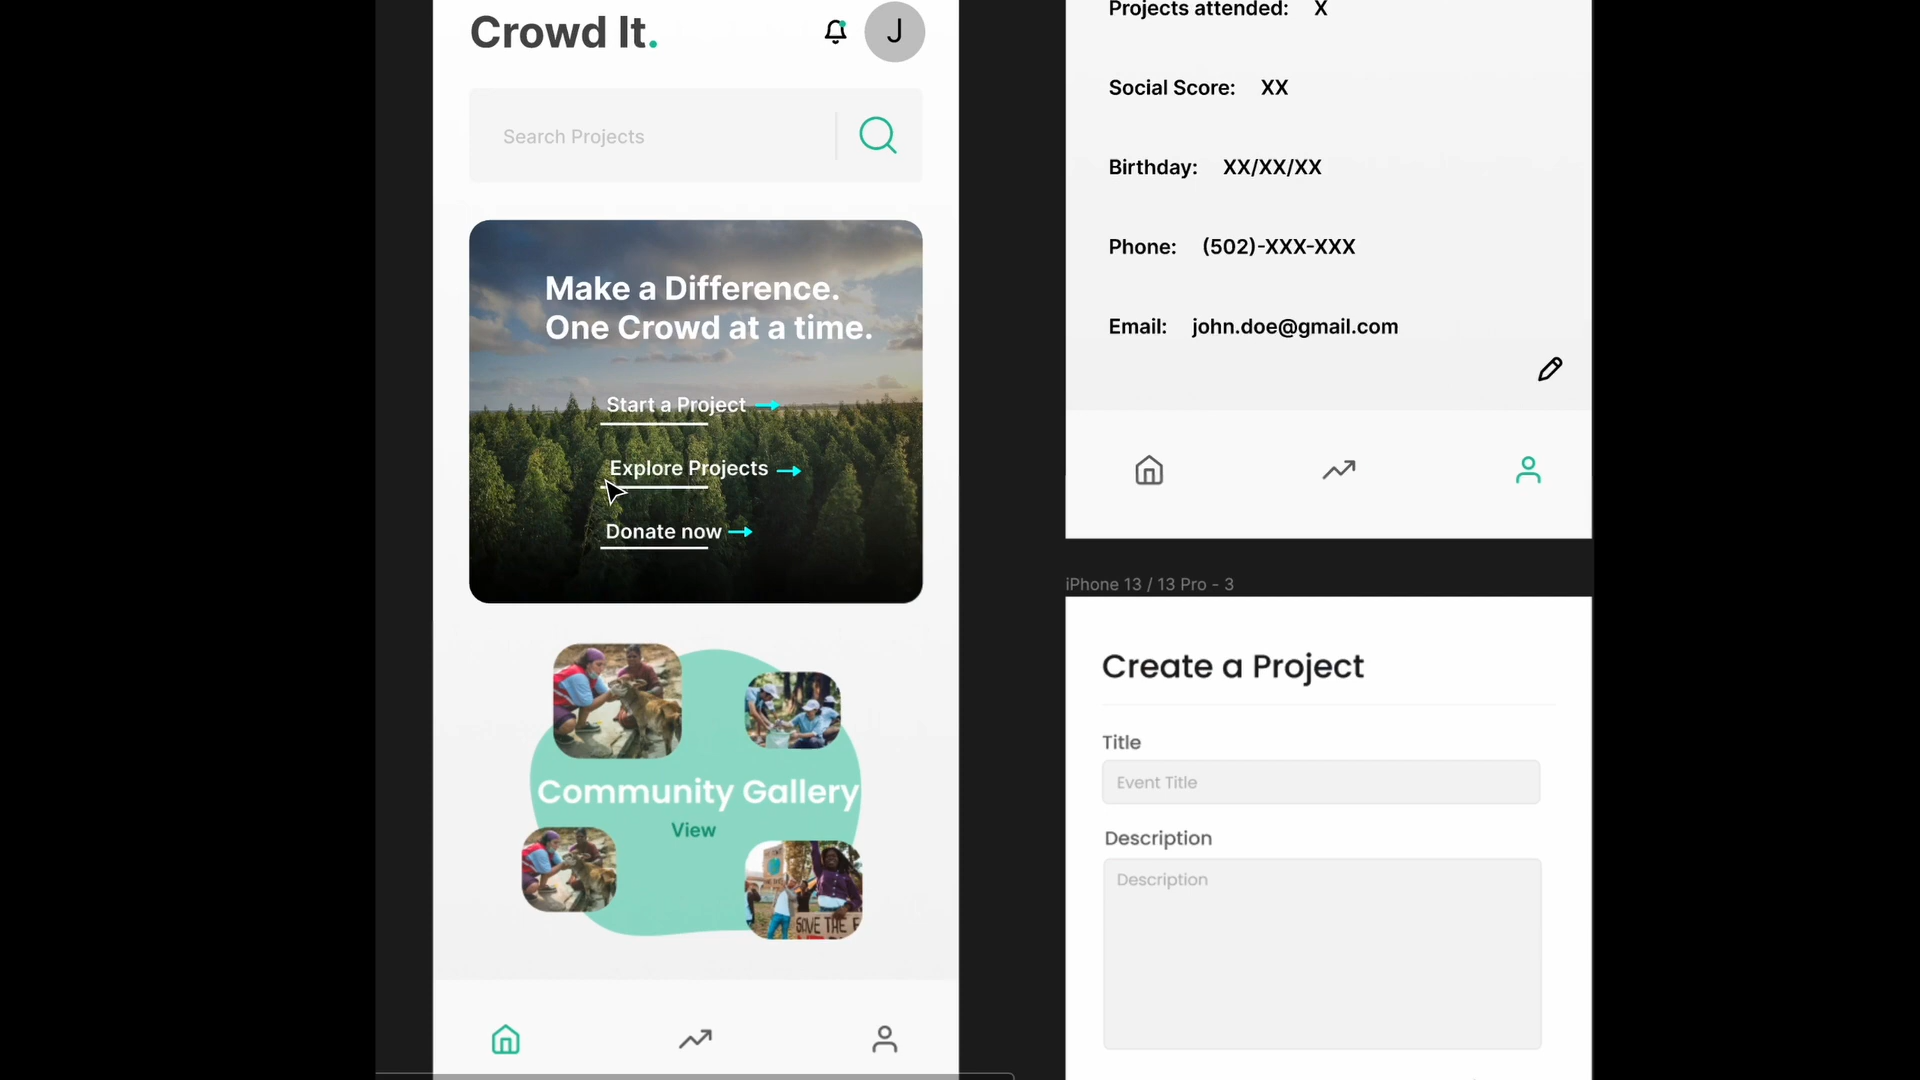 Crowd It.
J
Search Projects
Make a Difference.
One Crowd at a time.
Start a Project
Explore Projects
Donate now
Community Gallery
View
SAVE THE
Projects attended: X
Social Score: XX
Birthday: XX/XX/XX
Phone: (502)-XXX-XXX
Email: john.doe@gmail.com
iPhone 13 / 13 Pro - 3
Create a Project
Title
Event Title
Description
Description